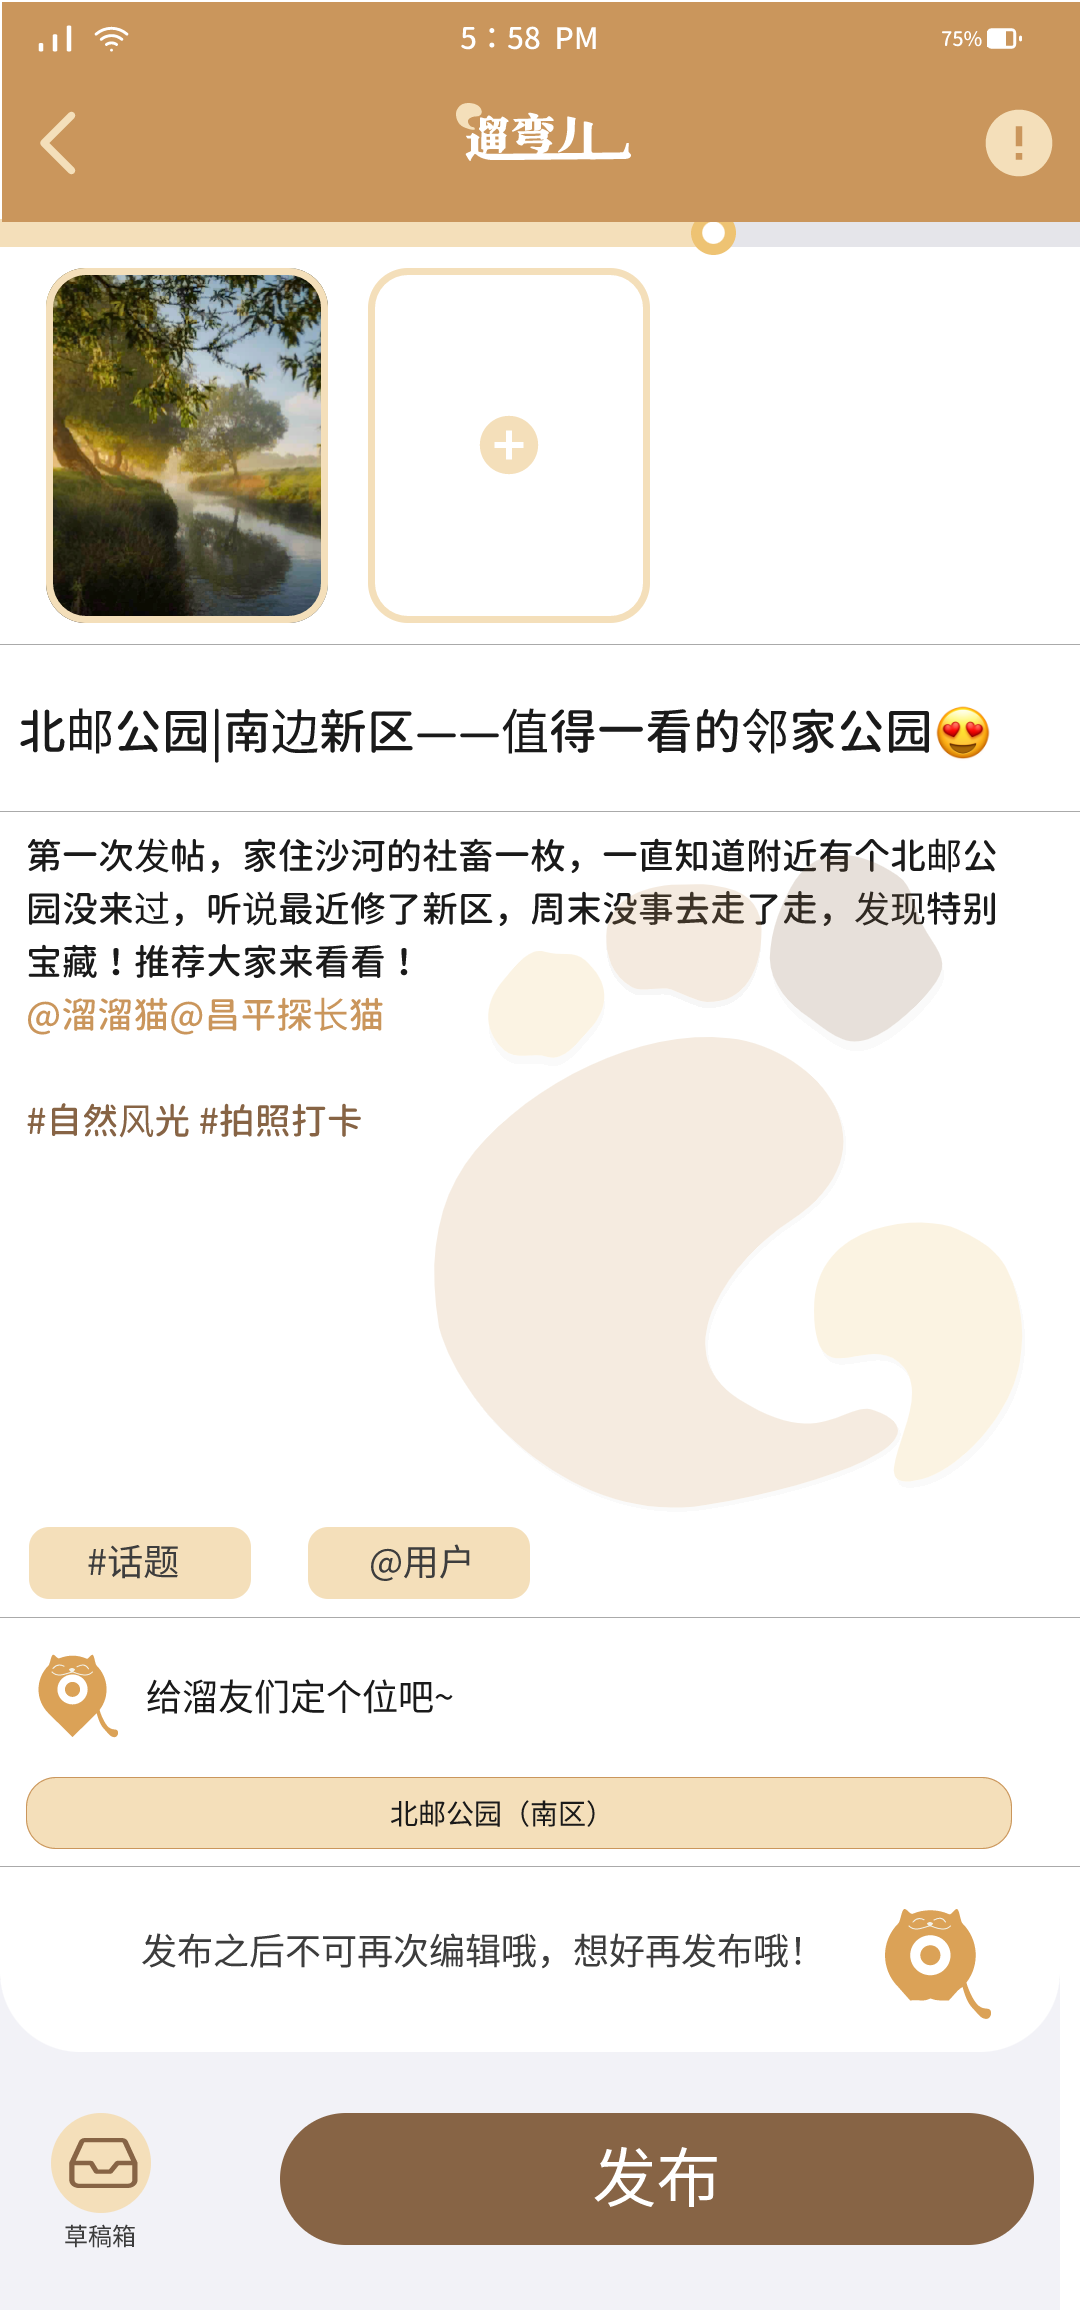 5：58 PM
75%
溜弯儿
北邮公园|南边新区——值得一看的邻家公园😍
第一次发帖，家住沙河的社畜一枚，一直知道附近有个北邮公
园没来过，听说最近修了新区，周末没事去走了走，发现特别
宝藏！推荐大家来看看！
@溜溜猫@昌平探长猫
#自然风光 #拍照打卡
#话题
@用户
给溜友们定个位吧~
北邮公园（南区）
发布之后不可再次编辑哦，想好再发布哦！
草稿箱
发布